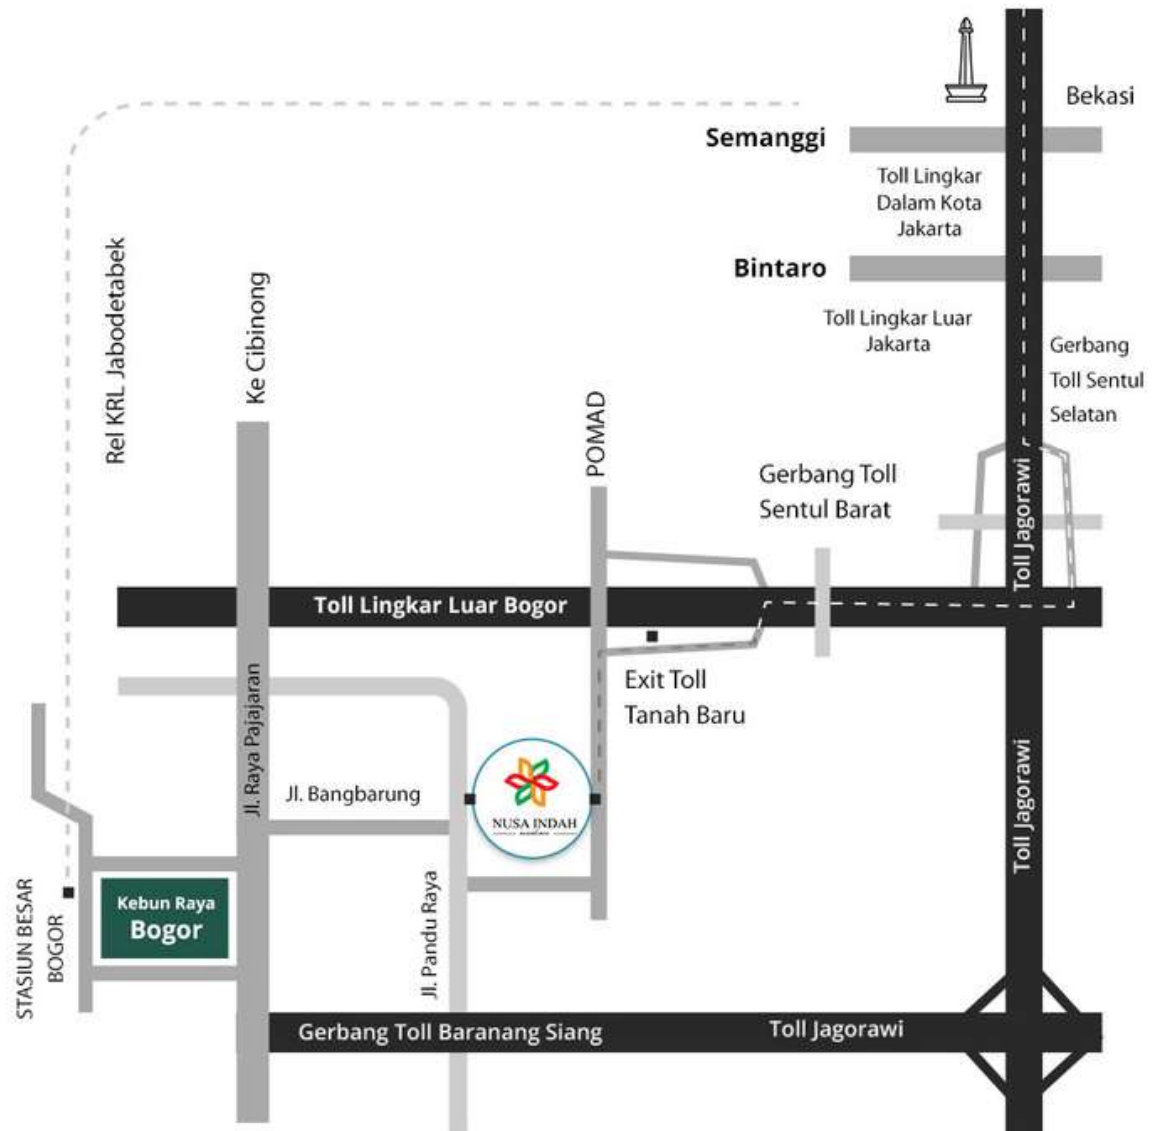 Bekasi
Semanggi
Toll Lingkar
Dalam Kota
Jakarta
Bintaro
Toll Lingkar Luar
Jakarta
Gerbang
Toll Sentul
Selatan
Rel KRL Jabodetabek
Ke Cibinong
POMAD
Gerbang Toll
Sentul Barat
Toll Jagorawi
Toll Lingkar Luar Bogor
Exit Toll
Tanah Baru
Jl. Raya Pajajaran
Jl. Bangbarung
NUSA INDAH
Toll Jagorawi
STASIUN BESAR
BOGOR
Kebun Raya
Bogor
Jl. Pandu Raya
Gerbang Toll Baranang Siang
Toll Jagorawi